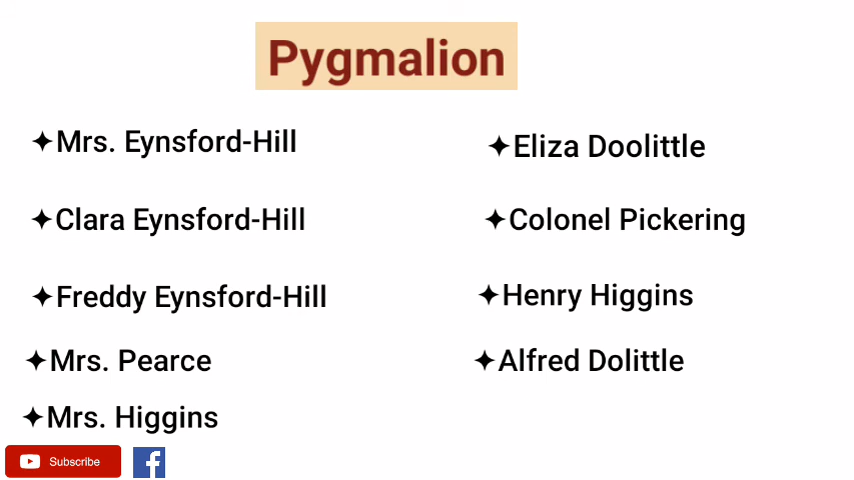 Pygmalion
✦Mrs. Eynsford-Hill
✦Clara Eynsford-Hill
✦Freddy Eynsford-Hill
✦Mrs. Pearce
✦Mrs. Higgins
✦Eliza Doolittle
✦Colonel Pickering
✦Henry Higgins
✦Alfred Dolittle
Subscribe